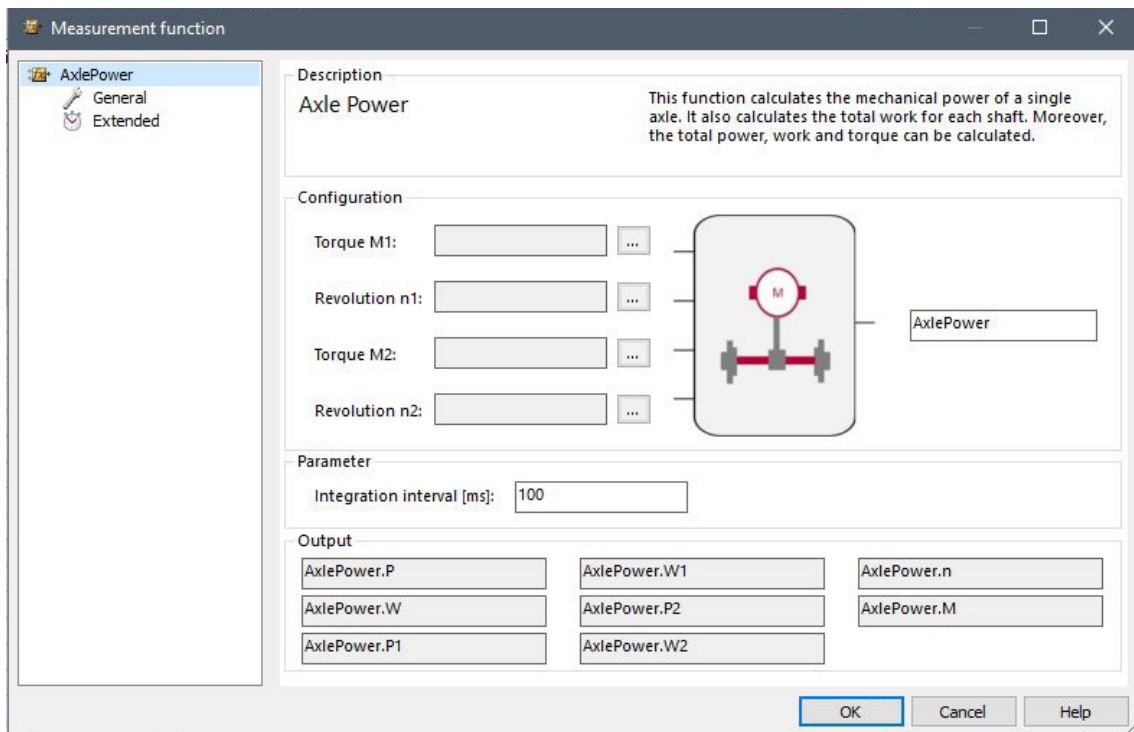 Measurement function
AxlePower
General
Extended
Description
Axle Power
This function calculates the mechanical power of a single
axle. It also calculates the total work for each shaft. Moreover,
the total power, work and torque can be calculated.
Configuration
Torque M1:
...
Revolution n1:
...
Torque M2:
...
Revolution n2:
...
M
AxlePower
Parameter
Integration interval [ms]:
100
Output
AxlePower.P
AxlePower.W1
AxlePower.n
AxlePower.W
AxlePower.P2
AxlePower.M
AxlePower.P1
AxlePower.W2
OK
Cancel
Help